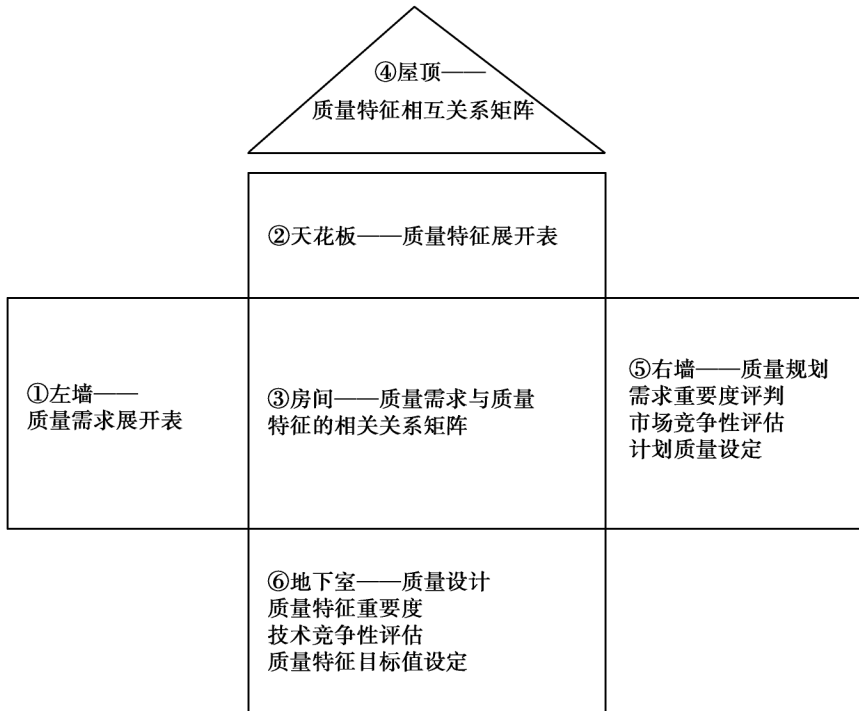 ④屋顶——
质量特征相互关系矩阵
②天花板——质量特征展开表
①左墙——
质量需求展开表
③房间——质量需求与质量
特征的相关关系矩阵
⑤右墙——质量规划
需求重要度评判
市场竞争性评估
计划质量设定
⑥地下室——质量设计
质量特征重要度
技术竞争性评估
质量特征目标值设定